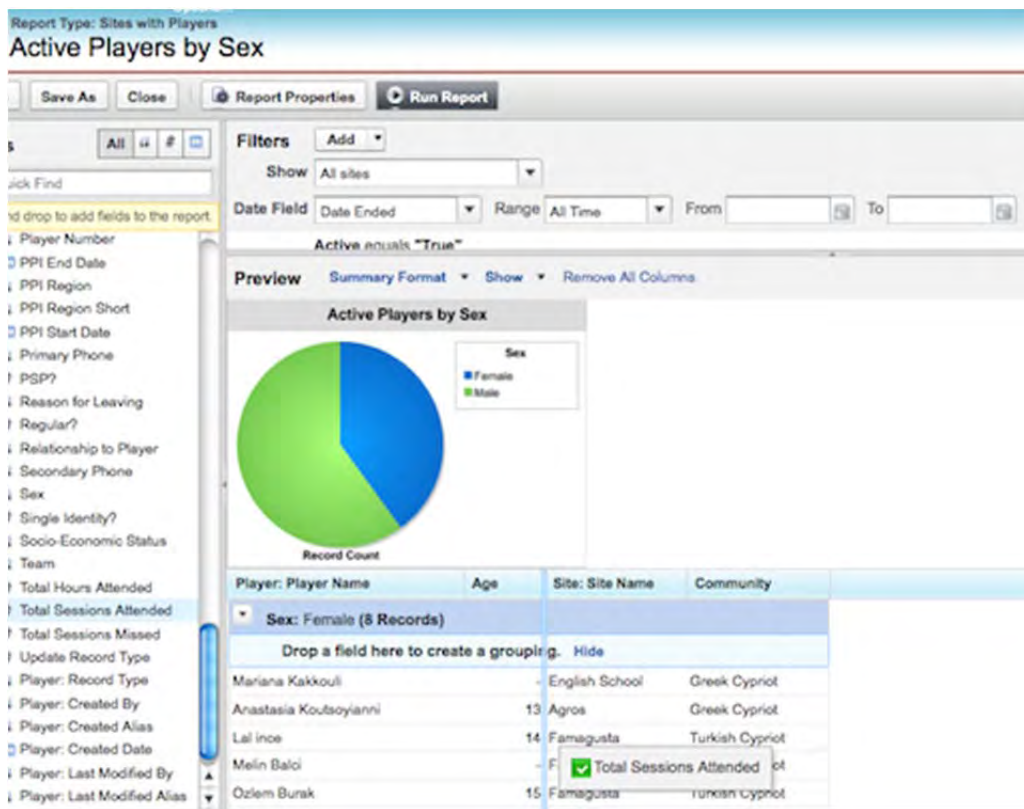 Report Type: Sites with Players
Active Players by Sex
Save As Close Report Properties Run Report
s All #
uick Find
nd drop to add fields to the report.
Player Number
PPI End Date
PPI Region
PPI Region Short
PPI Start Date
Primary Phone
PSP?
Reason for Leaving
Regular?
Relationship to Player
Secondary Phone
Sex
Single Identity?
Socio-Economic Status
Team
Total Hours Attended
Total Sessions Attended
Total Sessions Missed
Update Record Type
Player: Record Type
Player: Created By
Player: Created Alias
Player: Created Date
Player: Last Modified By
Player: Last Modified Alias
Filters Add
Show All sites
Date Field Date Ended Range All Time From To
Active equals "True"
Preview Summary Format Show Remove All Columns
Active Players by Sex
Sex
Female
Male
Record Count
Player: Player Name Age Site: Site Name Community
Sex: Female (8 Records)
Drop a field here to create a grouping. Hide
Mariana Kakkouli - English School Greek Cypriot
Anastasia Koutsoyianni 13 Agros Greek Cypriot
Lal ince 14 Famagusta Turkish Cypriot
Melin Balci - F ot
Total Sessions Attended
Ozlem Burak 15 Famagusta Turkish Cypriot